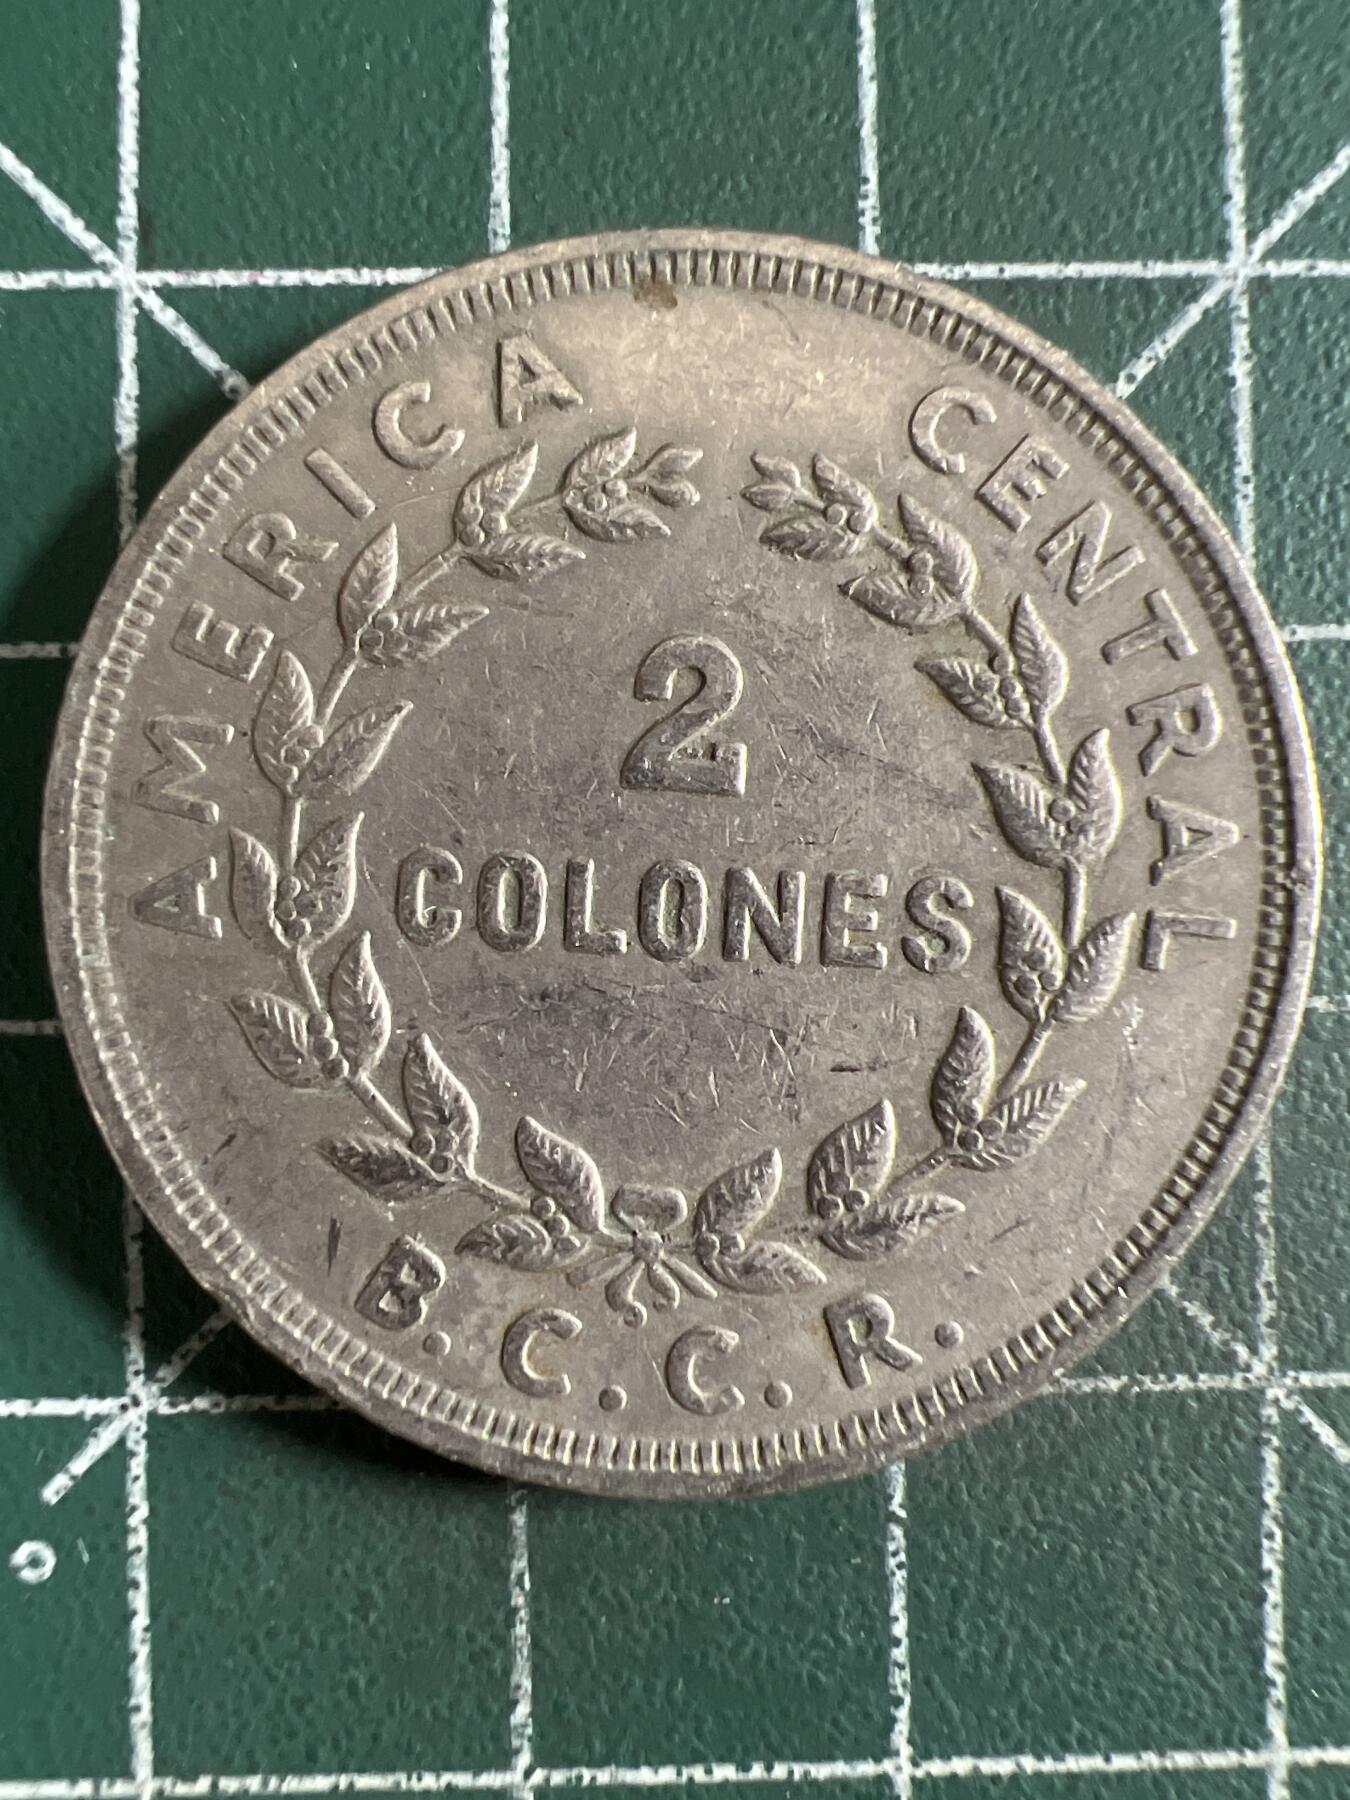 AMERICA CENTRAL
2
COLONES
B.C.C.R.